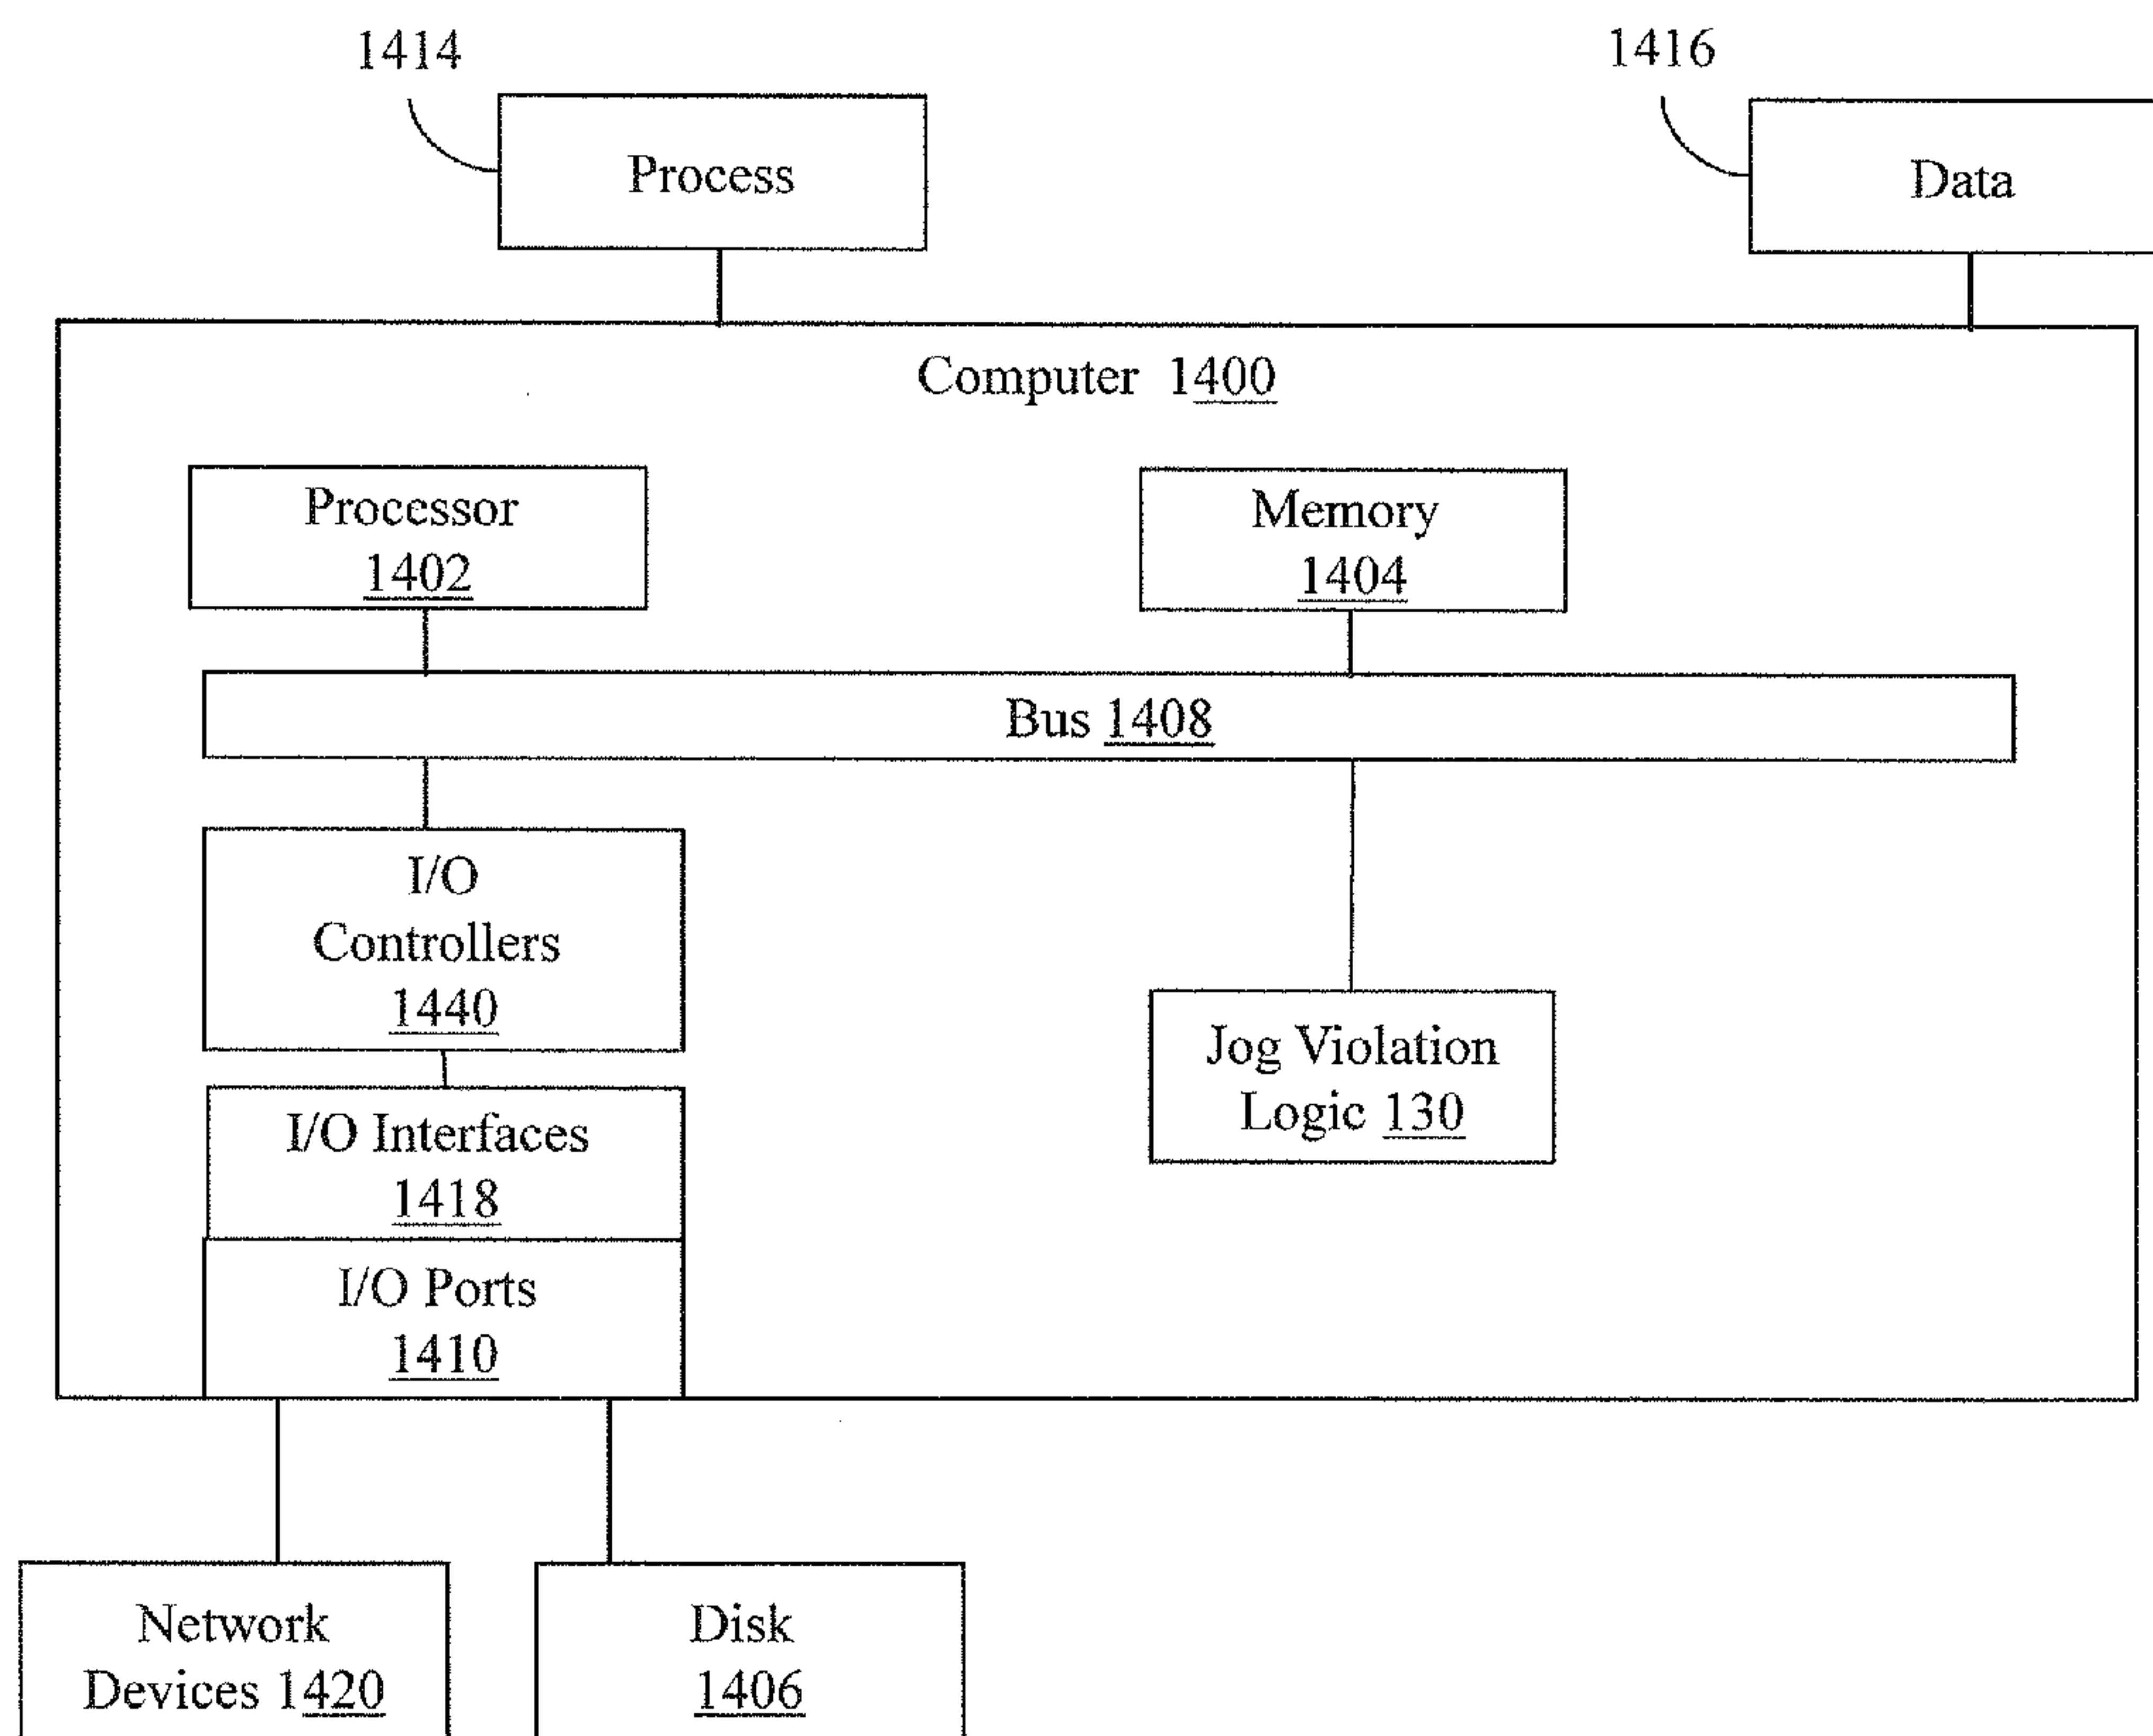 1414
1416
Process
Data
Computer 1400
Processor
1402
Memory
1404
Bus 1408
I/O
Controllers
1440
Jog Violation
Logic 130
I/O Interfaces
1418
I/O Ports
1410
Network
Devices 1420
Disk
1406